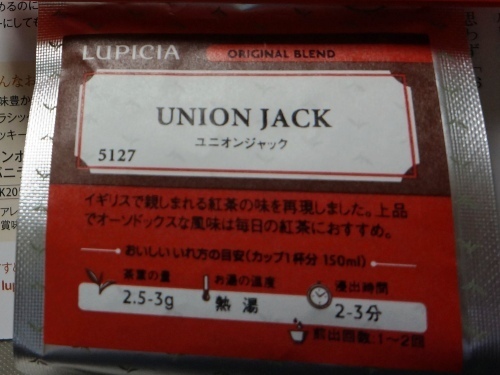 LUPICIA
ORIGINAL BLEND
UNION JACK
ユニオンジャック
5127
イギリスで親しまれる紅茶の味を再現しました。上品
でオーソドックスな風味は毎日の紅茶におすすめ。
おいしいいれ方の目安(カップ1杯分 150ml)
茶葉の量
お湯の温度
浸出時間
2.5-3g
熱湯
2-3分
煎出回数:1〜2回